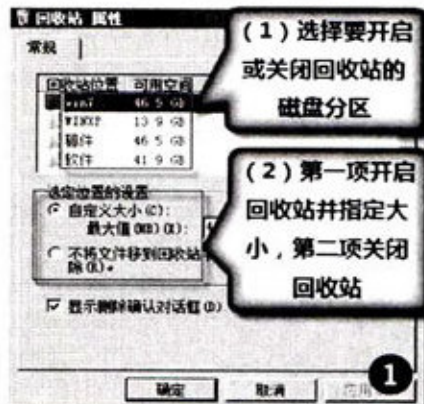 回收站 属性
常规
回收站位置 可用空间
win7 46.5 GB
WINXP 13.9 GB
46.5 GB
软件 41.9 GB
选定位置的设置
自定义大小(C):
最大值(MB)(X):
不将文件移到回收站
除(R)。
显示删除确认对话框(D)
确定 取消 应用
(1)选择要开启
或关闭回收站的
磁盘分区
(2)第一项开启
回收站并指定大
小,第二项关闭
回收站
1